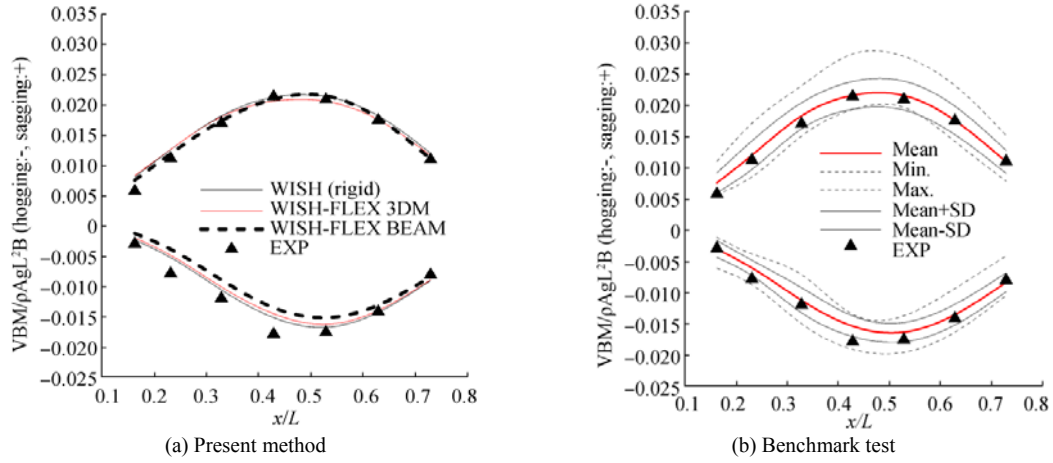 VBM/ρAgL²B (hogging:-, sagging:+)
0.035
0.030
0.025
0.020
0.015
0.010
0.005
0
−0.005
−0.010
−0.015
−0.020
−0.025
WISH (rigid)
WISH-FLEX 3DM
WISH-FLEX BEAM
EXP
0.1 0.2 0.3 0.4 0.5 0.6 0.7 0.8
x/L
(a) Present method
VBM/ρAgL²B (hogging:-, sagging:+)
0.035
0.030
0.025
0.020
0.015
0.010
0.005
0
−0.005
−0.010
−0.015
−0.020
−0.025
Mean
Min.
Max.
Mean+SD
Mean-SD
EXP
0.1 0.2 0.3 0.4 0.5 0.6 0.7 0.8
x/L
(b) Benchmark test